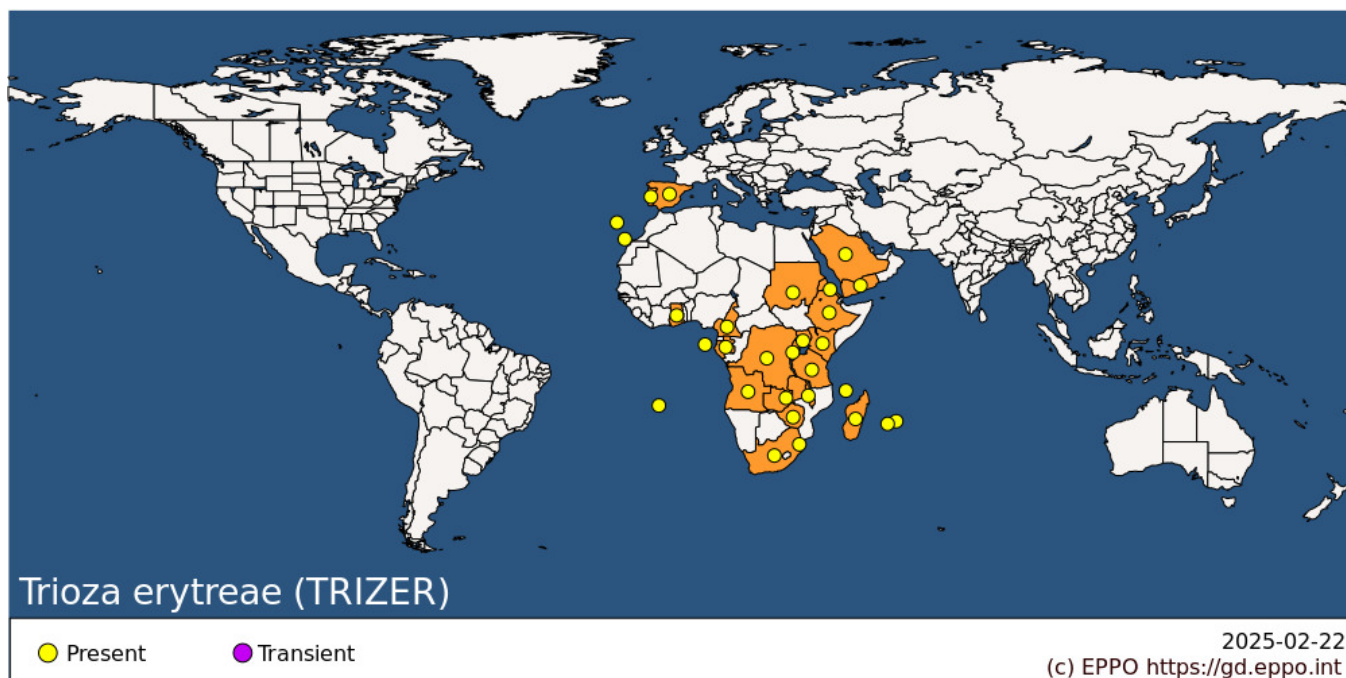 Trioza erytreae (TRIZER)
Present
Transient
2025-02-22
(c) EPPO https://gd.eppo.int